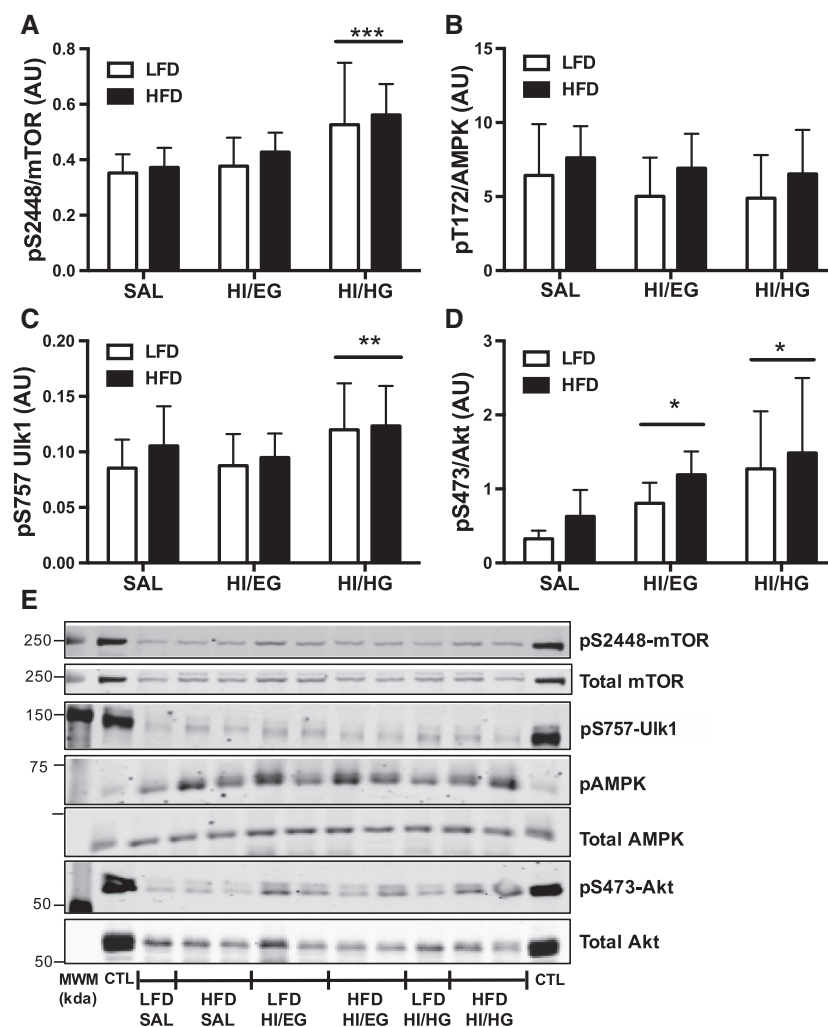 A
pS2448/mTOR (AU)
0.8
0.6
0.4
0.2
0.0
LFD
HFD
***
SAL
HI/EG
HI/HG
B
pT172/AMPK (AU)
15
10
5
0
LFD
HFD
SAL
HI/EG
HI/HG
C
pS757 Ulk1 (AU)
0.20
0.15
0.10
0.05
0.00
LFD
HFD
**
SAL
HI/EG
HI/HG
D
pS473/Akt (AU)
3
2
1
0
LFD
HFD
*
*
SAL
HI/EG
HI/HG
E
250
pS2448-mTOR
250
Total mTOR
150
pS757-Ulk1
75
pAMPK
Total AMPK
50
pS473-Akt
50
Total Akt
MWM
(kda)
CTL
LFD
SAL
HFD
SAL
LFD
HI/EG
HFD
HI/EG
LFD
HI/HG
HFD
HI/HG
CTL